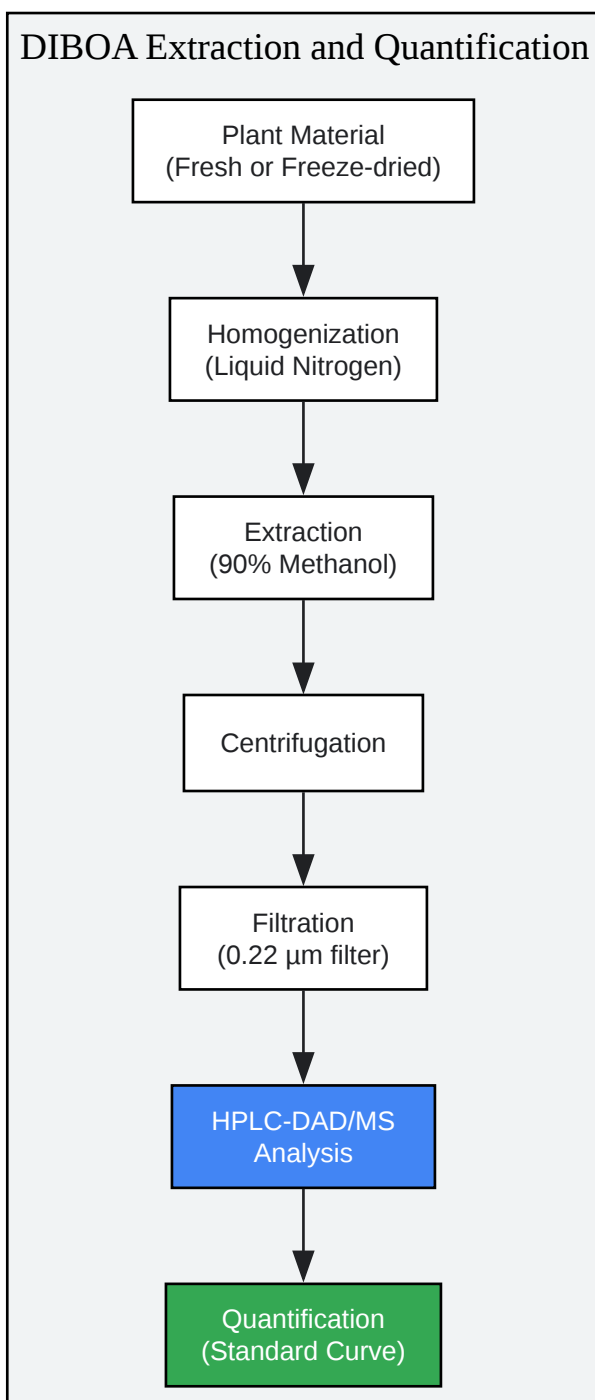 DIBOA Extraction and Quantification
Plant Material
(Fresh or Freeze-dried)
Homogenization
(Liquid Nitrogen)
Extraction
(90% Methanol)
Centrifugation
Filtration
(0.22 µm filter)
HPLC-DAD/MS
Analysis
Quantification
(Standard Curve)